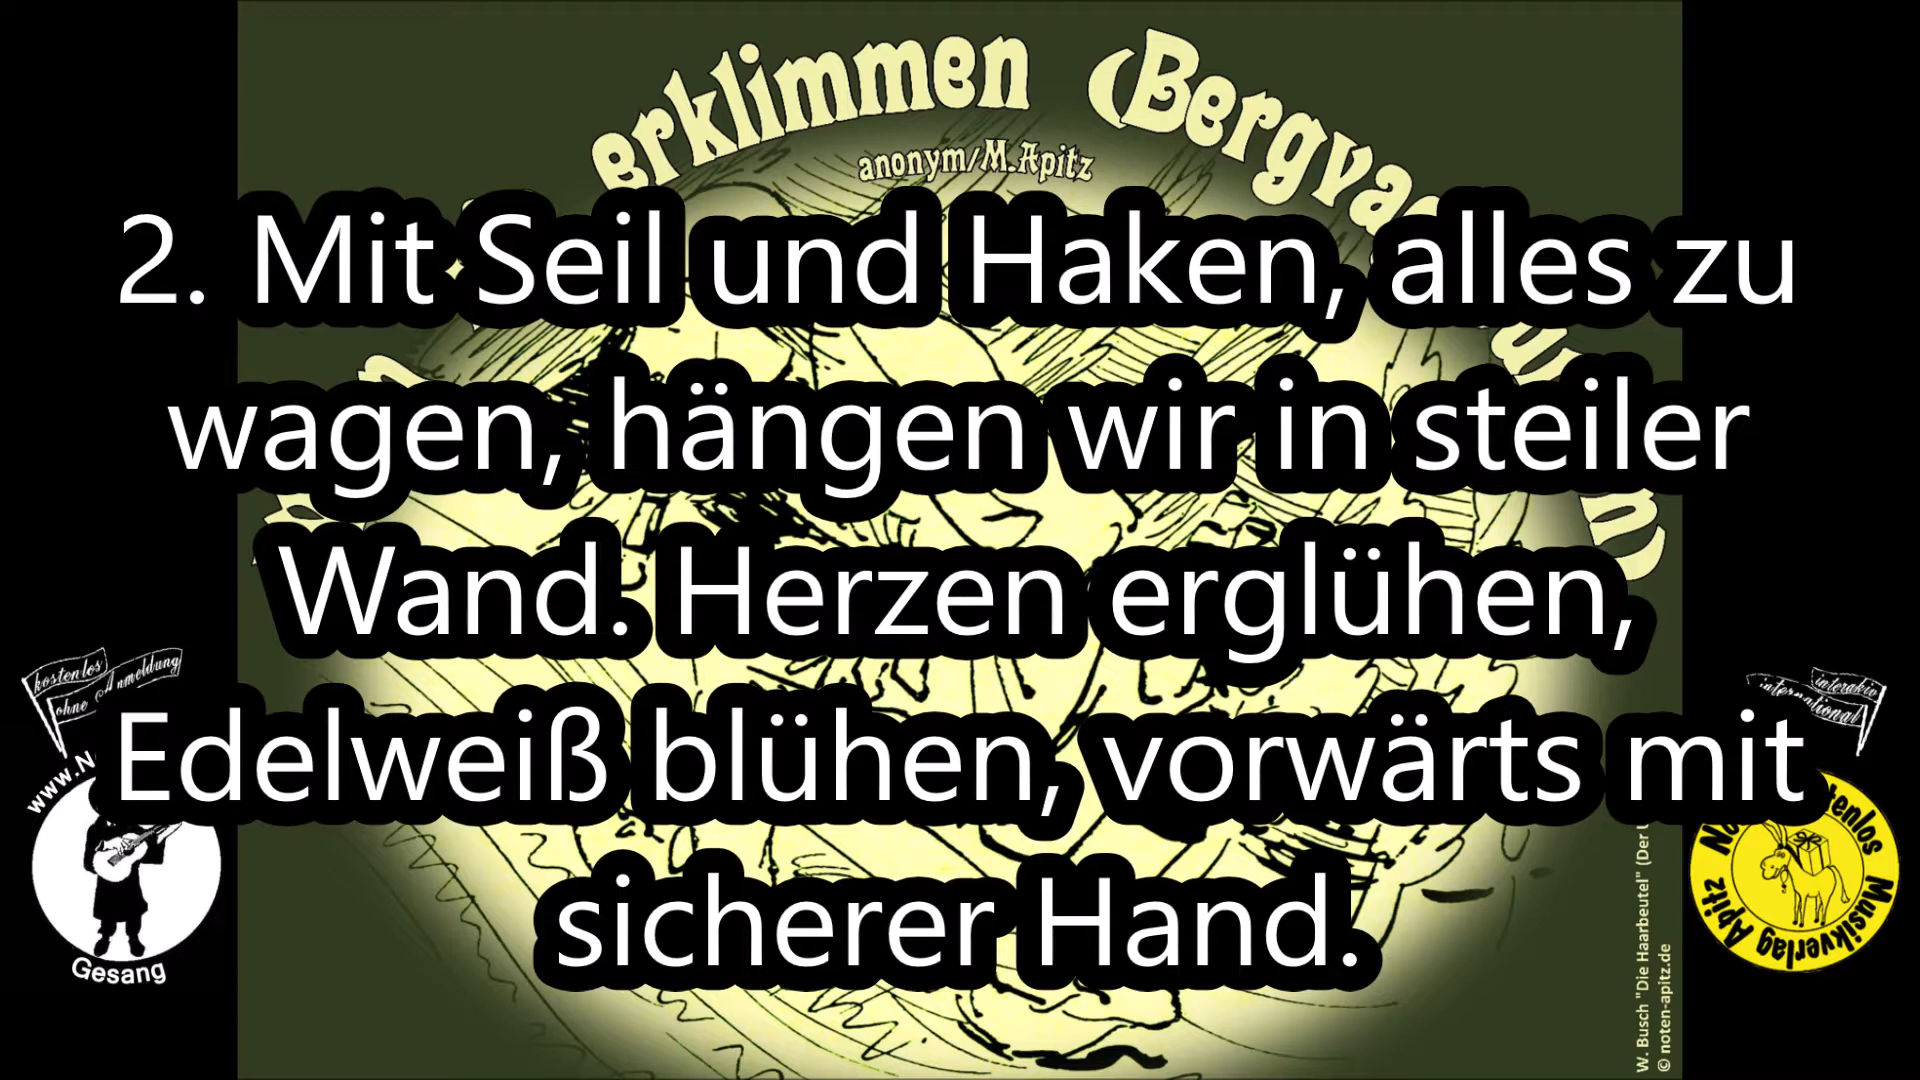 erklimmen (Bergva
anonym/M.Apitz
2. Mit Seil und Haken, alles zu
wagen, hängen wir in steiler
Wand. Herzen erglühen,
Edelweiß blühen, vorwärts mit
sicherer Hand.
kostenlos
ohne Anmeldung
www.N
Gesang
interaktiv
international
Musikverlag Apitz
W. Busch "Die Haarbeutel" (Der
© noten-apitz.de